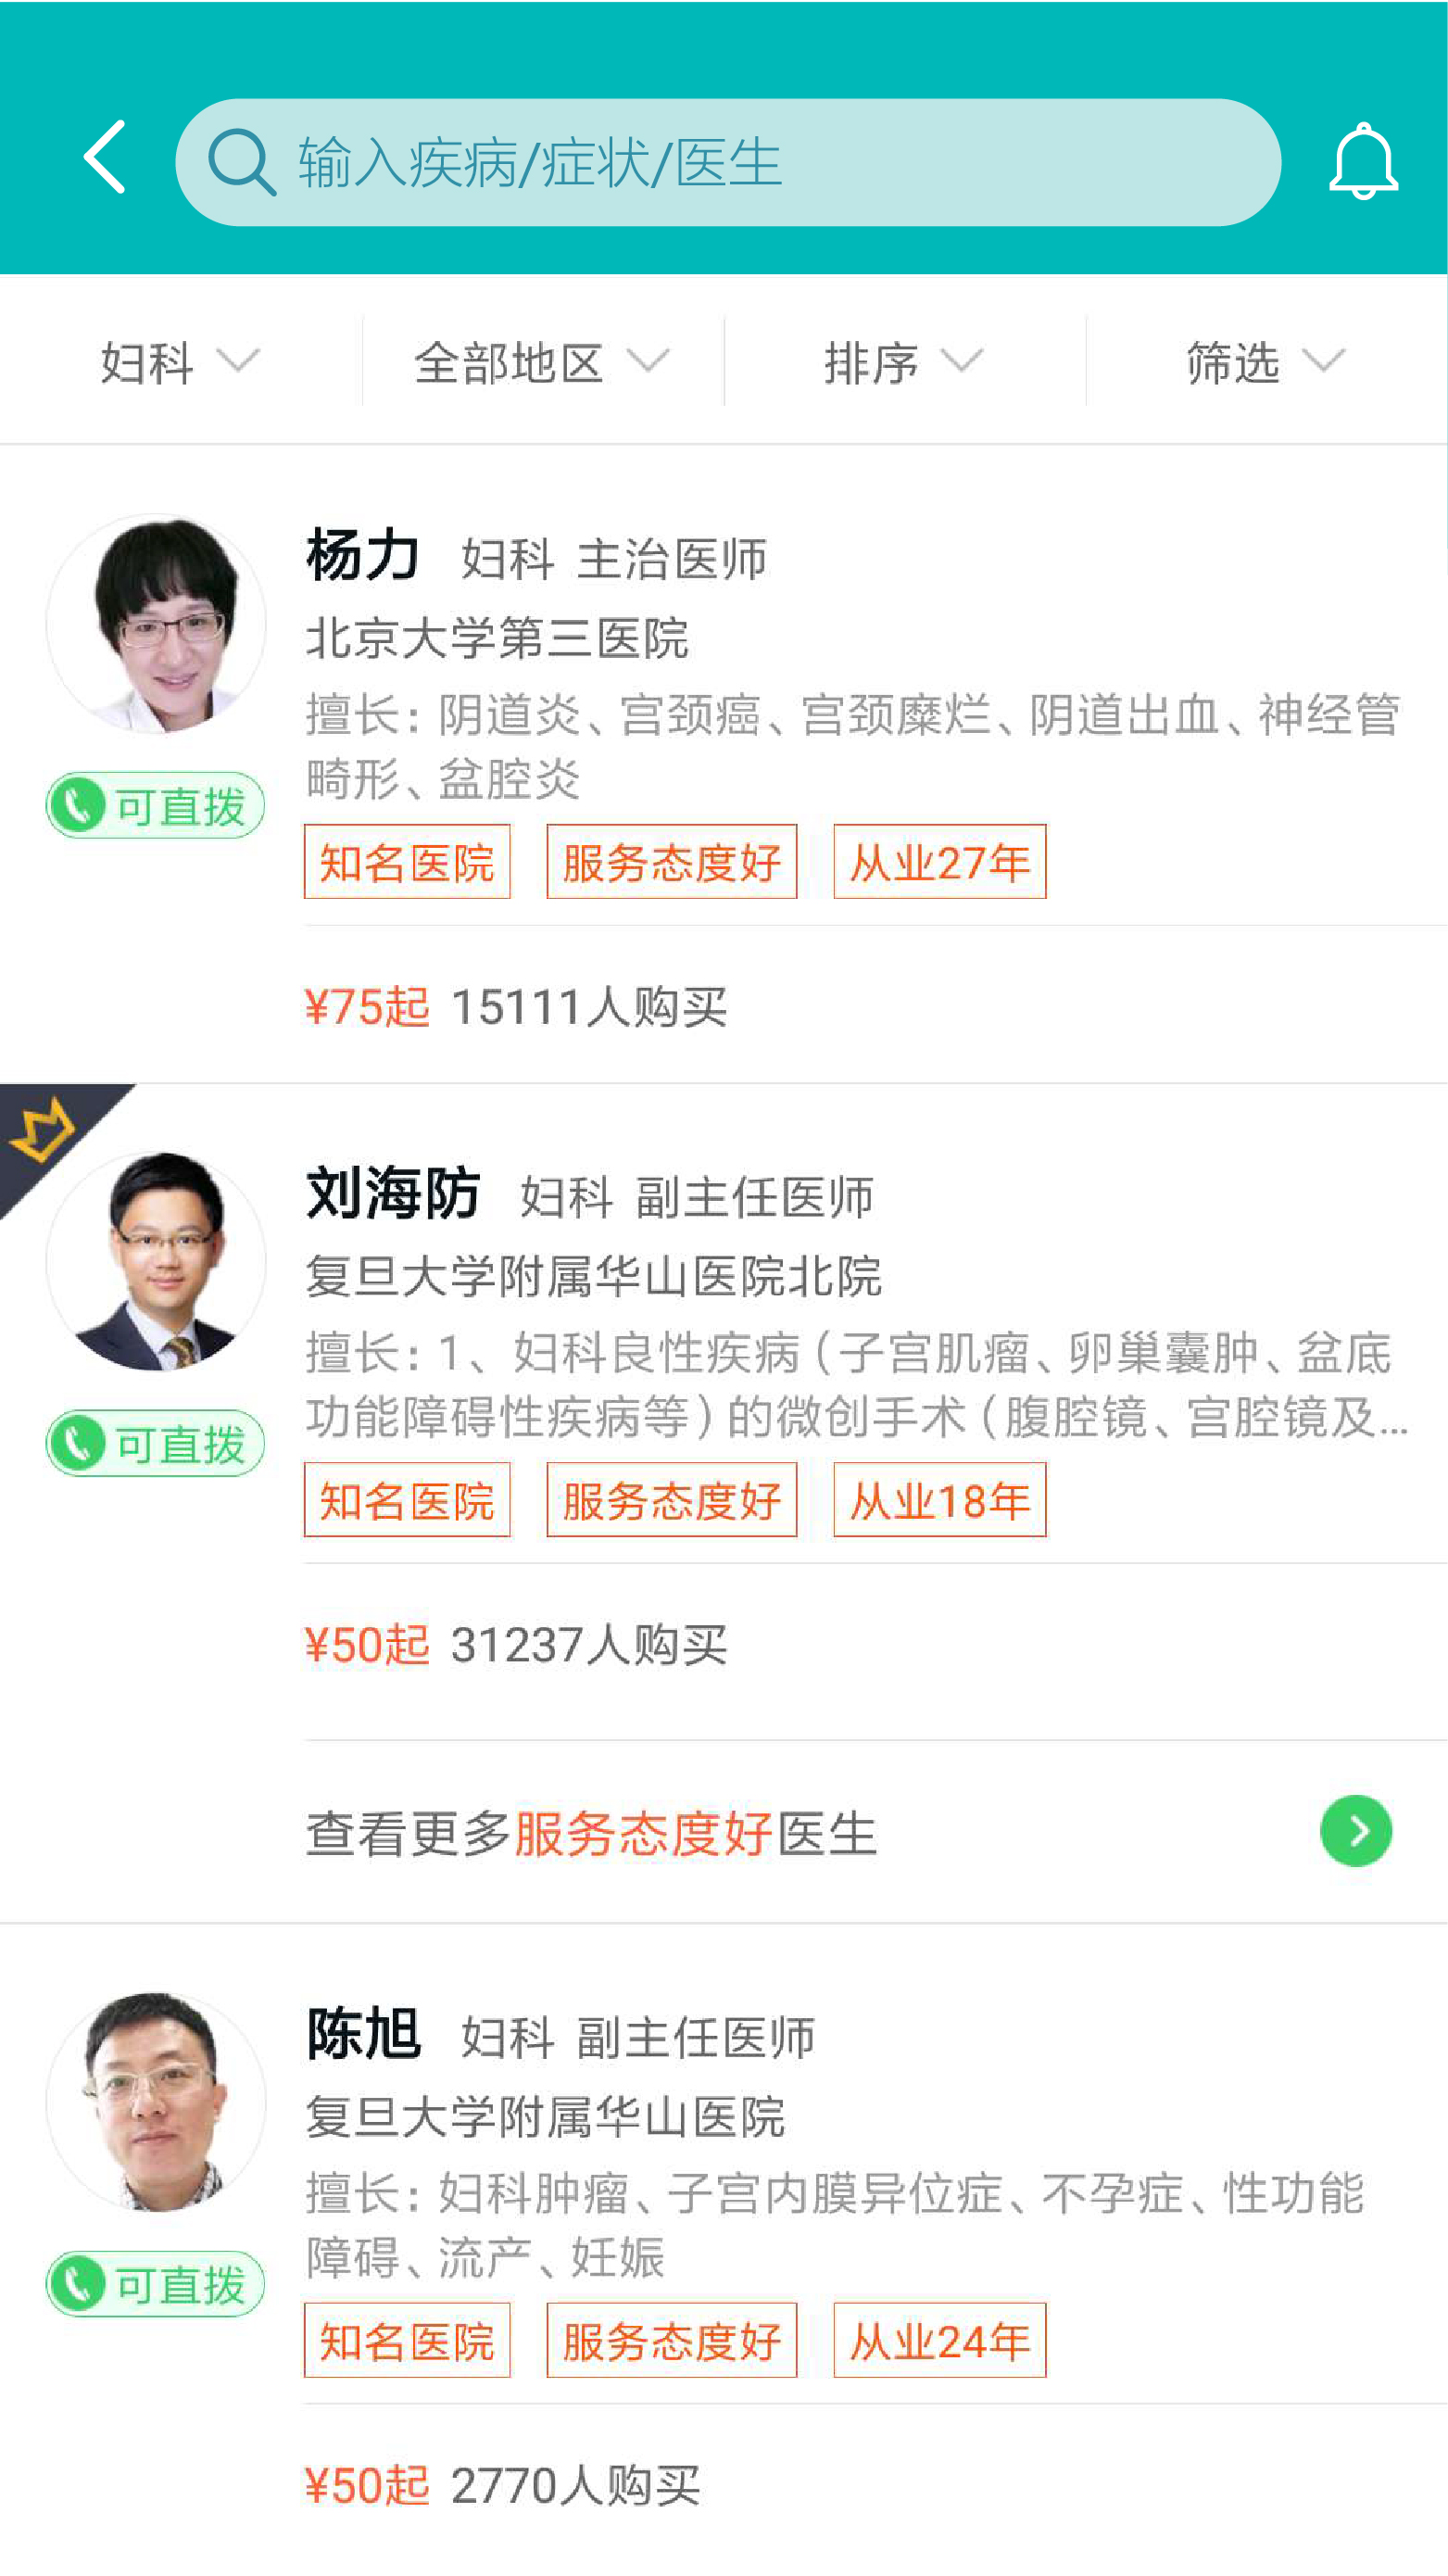 输入疾病/症状/医生
妇科 全部地区 排序 筛选
杨力 妇科 主治医师
北京大学第三医院
擅长：阴道炎、宫颈癌、宫颈糜烂、阴道出血、神经管
畸形、盆腔炎
可直拨
知名医院 服务态度好 从业27年
¥75起 15111人购买
刘海防 妇科 副主任医师
复旦大学附属华山医院北院
擅长：1、妇科良性疾病（子宫肌瘤、卵巢囊肿、盆底
功能障碍性疾病等）的微创手术（腹腔镜、宫腔镜及...
可直拨
知名医院 服务态度好 从业18年
¥50起 31237人购买
查看更多服务态度好医生
陈旭 妇科 副主任医师
复旦大学附属华山医院
擅长：妇科肿瘤、子宫内膜异位症、不孕症、性功能
障碍、流产、妊娠
可直拨
知名医院 服务态度好 从业24年
¥50起 2770人购买